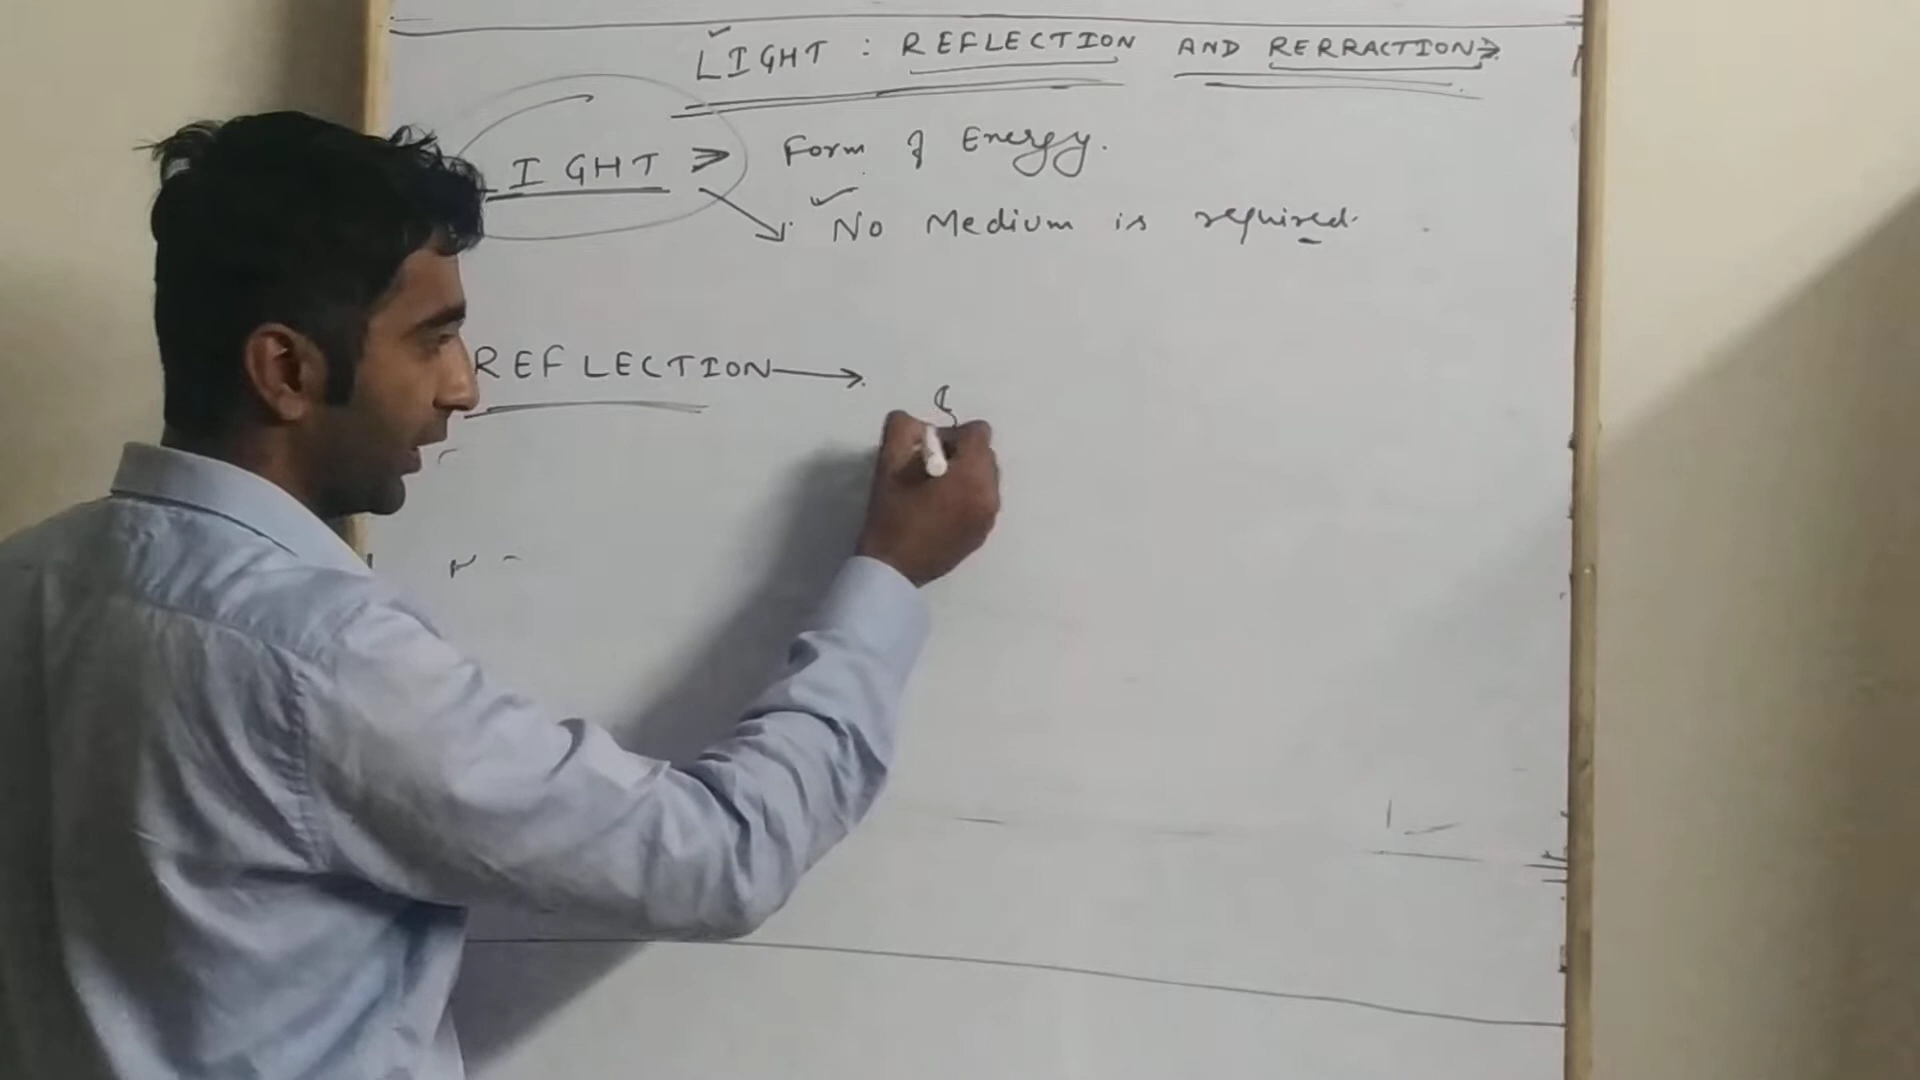 LIGHT : REFLECTION AND RERRACTION
IGHT Form of Energy.
No Medium is required.
REFLECTION